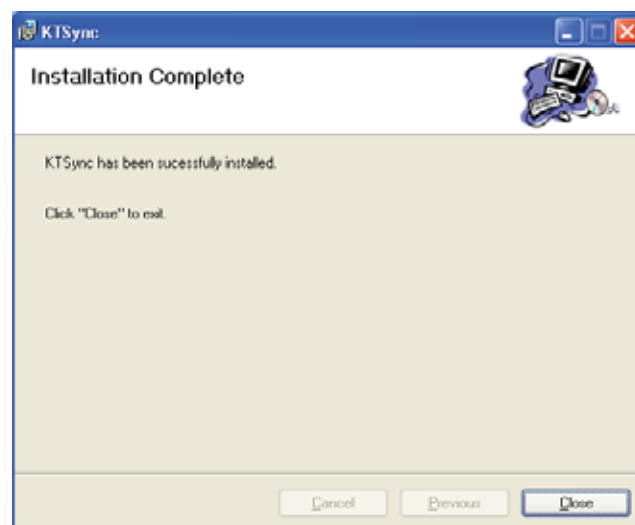 KTSync
Installation Complete
KTSync has been sucessfully installed.
Click "Close" to exit.
Cancel
Previous
Close